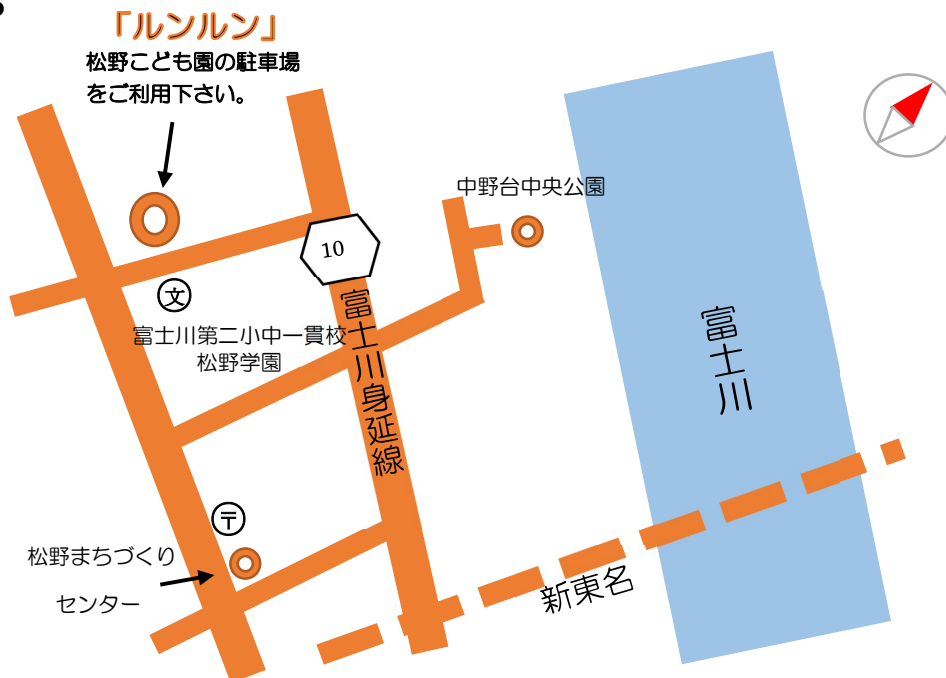 「ルンルン」
松野こども園の駐車場
をご利用下さい。
中野台中央公園
10
文
富士川第二小中一貫校
松野学園
富士川身延線
富士川
〒
松野まちづくり
センター
新東名